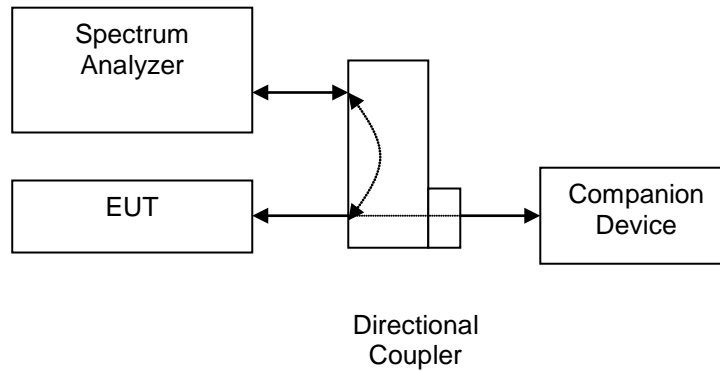 Spectrum
Analyzer
EUT
Companion
Device
Directional
Coupler